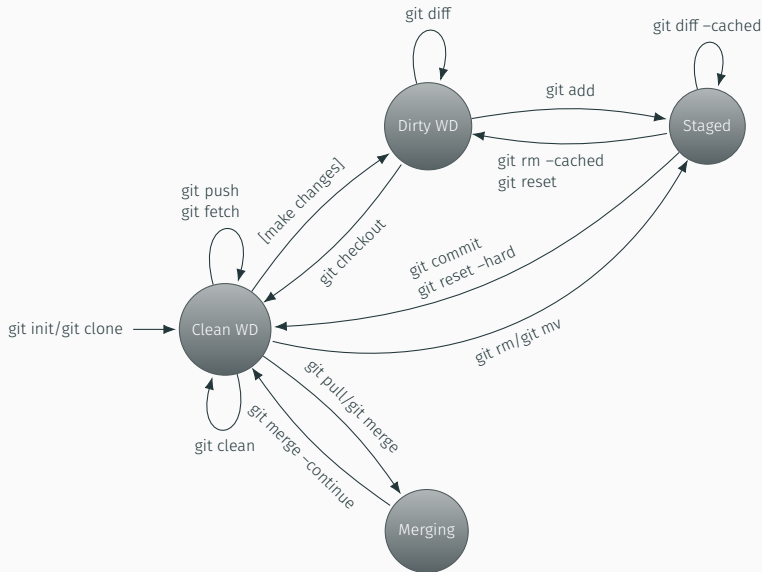 git diff
git diff –cached
Dirty WD
git add
Staged
git rm –cached
git reset
[make changes]
git checkout
git push
git fetch
git commit
git reset –hard
git init/git clone
Clean WD
git rm/git mv
git pull/git merge
git merge –continue
git clean
Merging